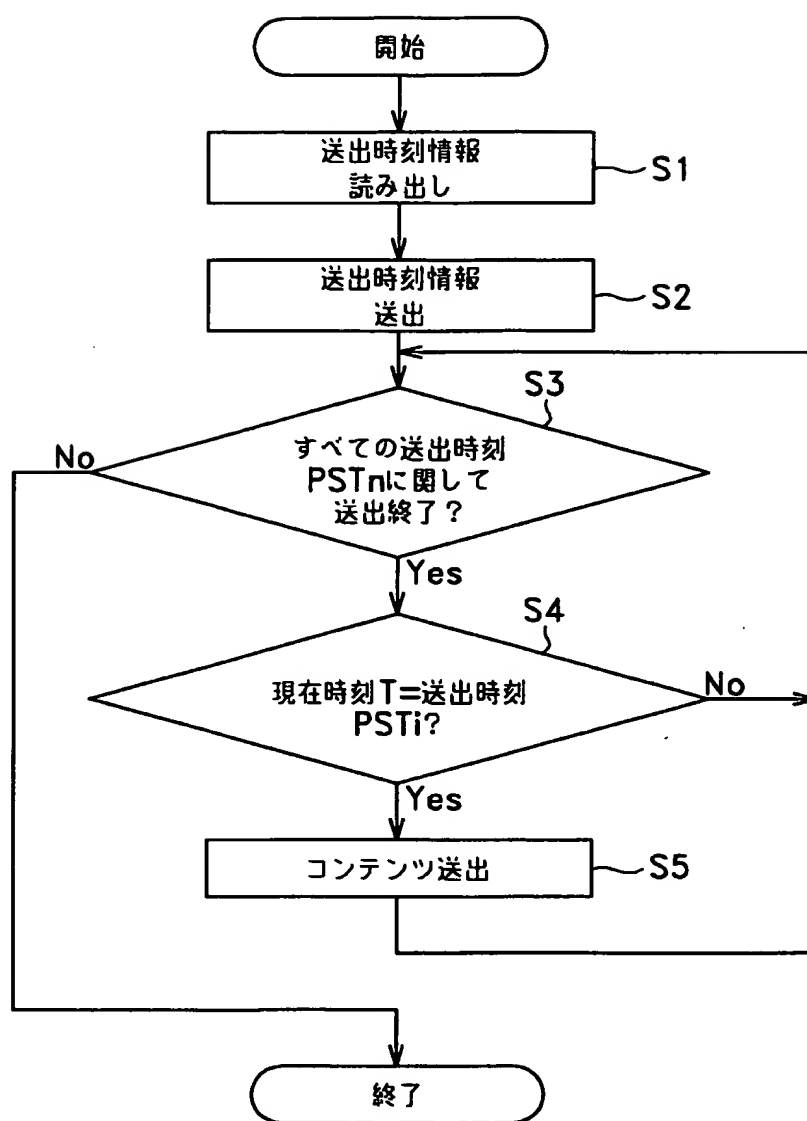 開始
送出時刻情報
読み出し
S1
送出時刻情報
送出
S2
S3
すべての送出時刻
PSTnに関して
送出終了？
No
Yes
S4
現在時刻T=送出時刻
PSTi?
No
Yes
コンテンツ送出
S5
終了